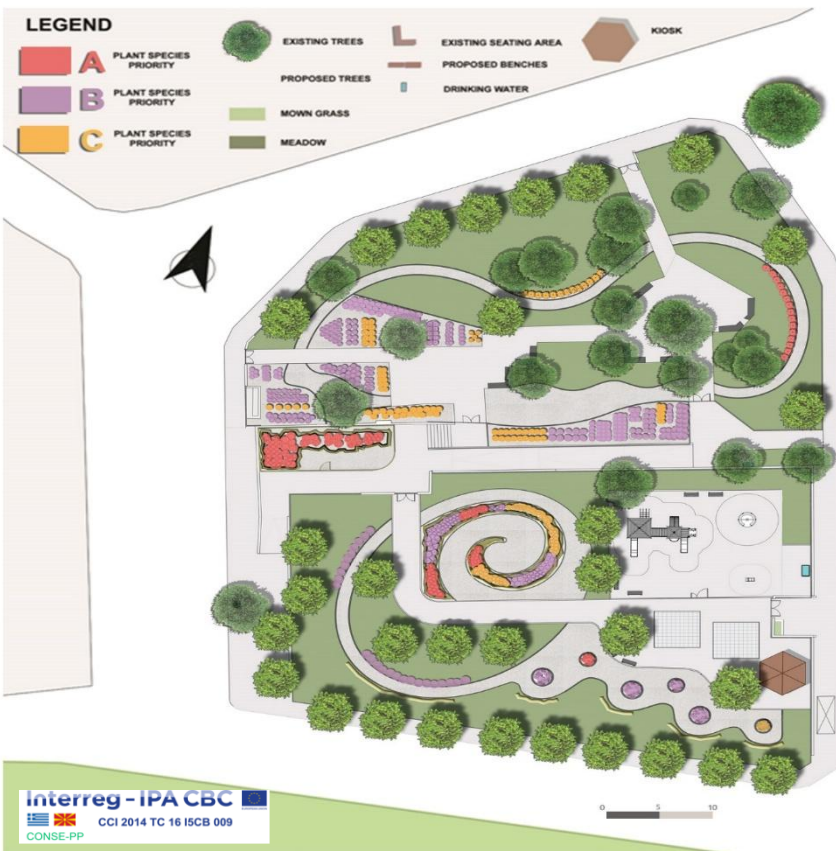 LEGEND
A PLANT SPECIES
PRIORITY
B PLANT SPECIES
PRIORITY
C PLANT SPECIES
PRIORITY
EXISTING TREES
PROPOSED TREES
MOWN GRASS
MEADOW
EXISTING SEATING AREA
PROPOSED BENCHES
DRINKING WATER
KIOSK
Interreg - IPA CBC
CCI 2014 TC 16 I5CB 009
CONSE-PP
0 5 10